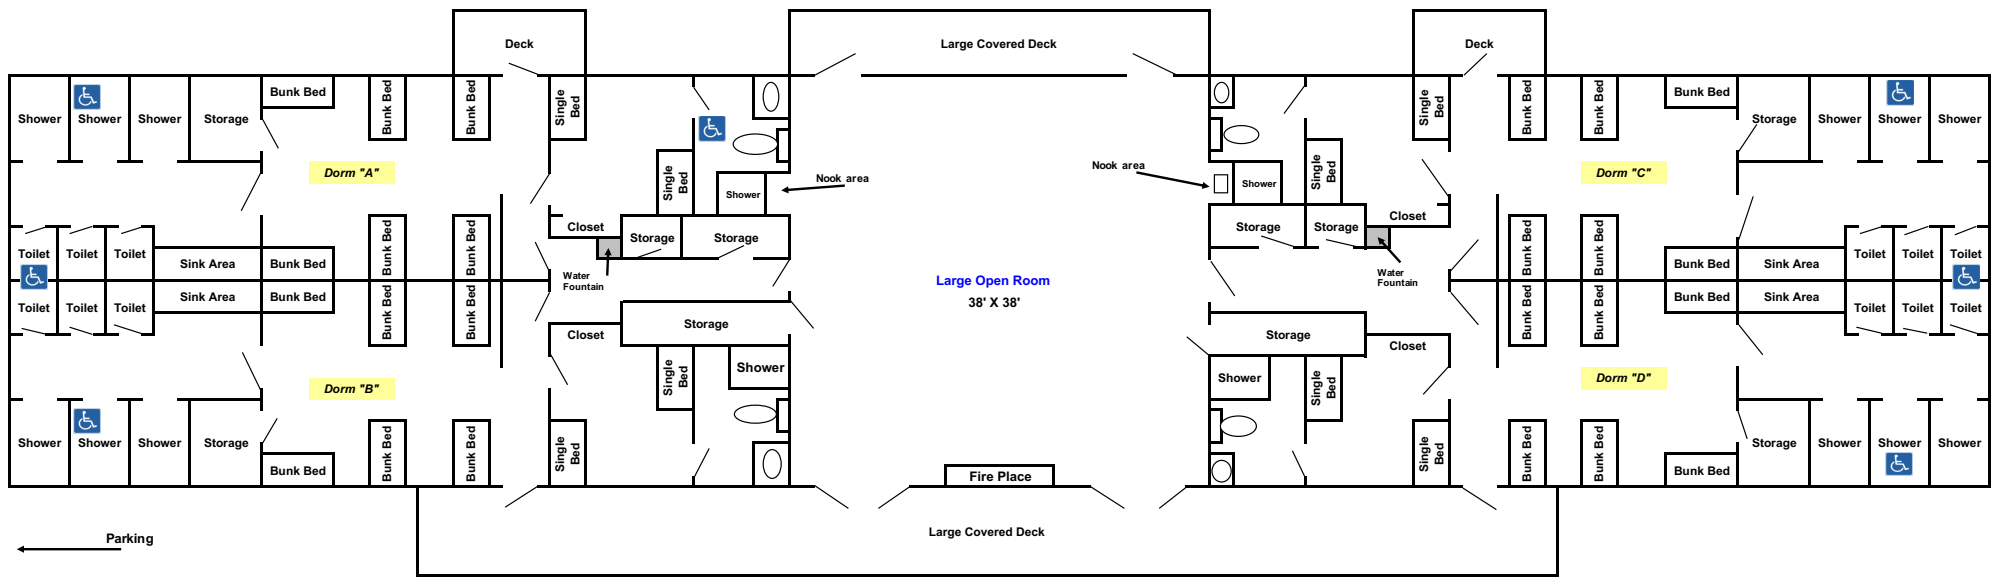 Deck
Large Covered Deck
Deck
Bunk Bed
Bunk Bed
Bunk Bed
Single
Bed
Single
Bed
Bunk Bed
Bunk Bed
Bunk Bed
Shower
Shower
Shower
Storage
Storage
Shower
Shower
Shower
Dorm "A"
Single
Bed
Shower
Nook area
Nook area
Shower
Single
Bed
Dorm "C"
Closet
Storage
Storage
Storage
Storage
Closet
Toilet
Toilet
Toilet
Sink Area
Bunk Bed
Bunk Bed
Bunk Bed
Water
Fountain
Large Open Room
38' X 38'
Water
Fountain
Bunk Bed
Bunk Bed
Bunk Bed
Sink Area
Toilet
Toilet
Toilet
Toilet
Toilet
Toilet
Sink Area
Bunk Bed
Bunk Bed
Bunk Bed
Closet
Storage
Storage
Closet
Bunk Bed
Bunk Bed
Bunk Bed
Sink Area
Toilet
Toilet
Toilet
Dorm "B"
Single
Bed
Shower
Shower
Single
Bed
Dorm "D"
Shower
Shower
Shower
Storage
Bunk Bed
Bunk Bed
Bunk Bed
Single
Bed
Fire Place
Single
Bed
Bunk Bed
Bunk Bed
Bunk Bed
Storage
Shower
Shower
Shower
Large Covered Deck
Parking